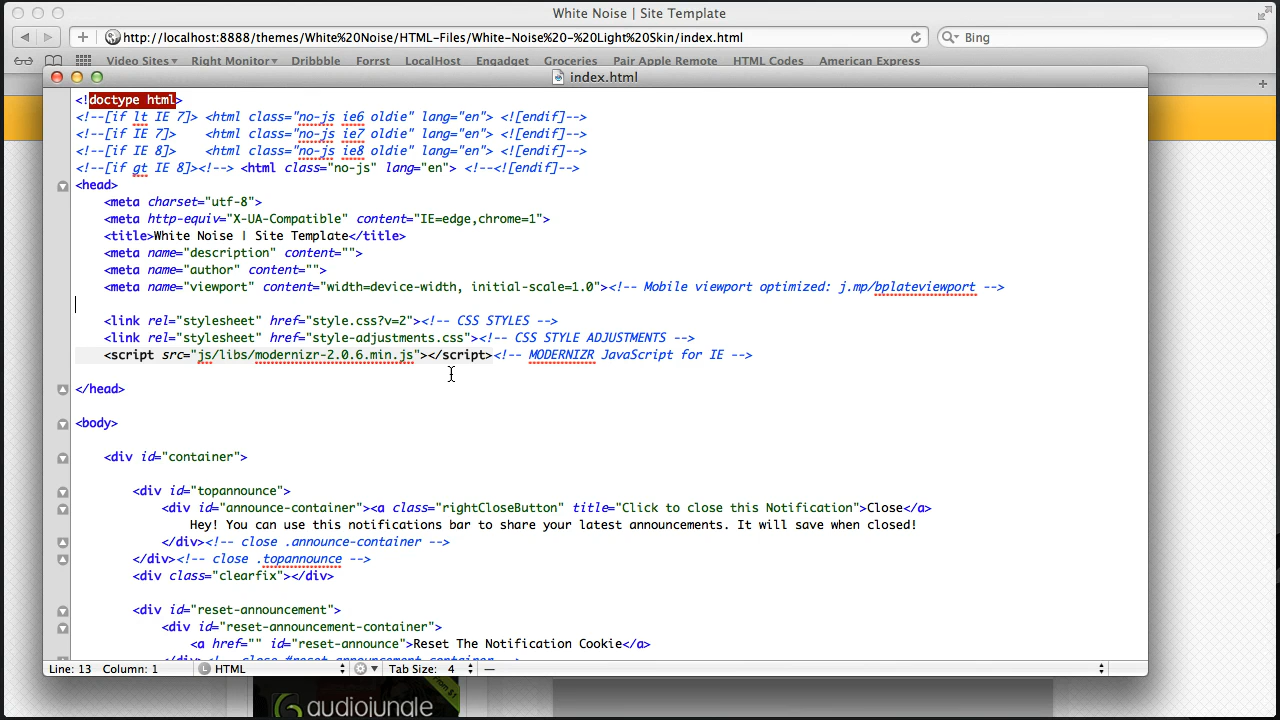 White Noise | Site Template
http://localhost:8888/themes/White%20Noise/HTML-Files/White-Noise%20-%20Light%20Skin/index.html
Bing
Video Sites Right Monitor Dribbble Forrst LocalHost Engadget Groceries Pair Apple Remote HTML Codes American Express
index.html
<!doctype html>
<!--[if lt IE 7]> <html class="no-js ie6 oldie" lang="en"> <![endif]-->
<!--[if IE 7]>    <html class="no-js ie7 oldie" lang="en"> <![endif]-->
<!--[if IE 8]>    <html class="no-js ie8 oldie" lang="en"> <![endif]-->
<!--[if gt IE 8]><!--> <html class="no-js" lang="en"> <!--<![endif]-->
<head>
<meta charset="utf-8">
<meta http-equiv="X-UA-Compatible" content="IE=edge,chrome=1">
<title>White Noise | Site Template</title>
<meta name="description" content="">
<meta name="author" content="">
<meta name="viewport" content="width=device-width, initial-scale=1.0"><!-- Mobile viewport optimized: j.mp/bplateviewport -->
<link rel="stylesheet" href="style.css?v=2"><!-- CSS STYLES -->
<link rel="stylesheet" href="style-adjustments.css"><!-- CSS STYLE ADJUSTMENTS -->
<script src="js/libs/modernizr-2.0.6.min.js"></script><!-- MODERNIZR JavaScript for IE -->
</head>
<body>
<div id="container">
<div id="topannounce">
<div id="announce-container"><a class="rightCloseButton" title="Click to close this Notification">Close</a>
Hey! You can use this notifications bar to share your latest announcements. It will save when closed!
</div><!-- close .announce-container -->
</div><!-- close .topannounce -->
<div class="clearfix"></div>
<div id="reset-announcement">
<div id="reset-announcement-container">
<a href="" id="reset-announce">Reset The Notification Cookie</a>
</div><!-- close #reset-announcement-container -->
Line: 13 Column: 1 L HTML Tab Size: 4 —
audiojungle
From $1